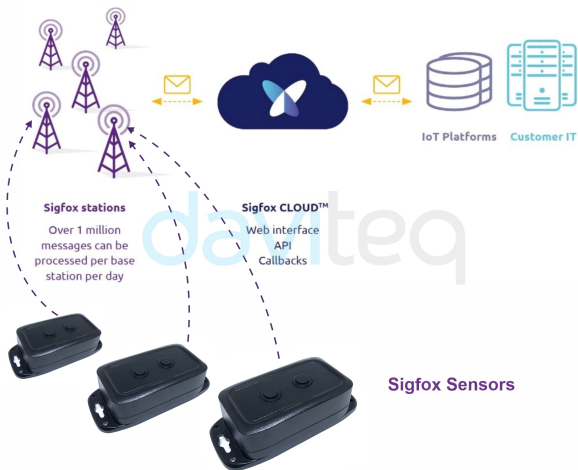 IoT Platforms
Customer IT
Sigfox stations
Over 1 million
messages can be
processed per base
station per day
Sigfox CLOUD™
Web interface
API
Callbacks
daviteq
Sigfox Sensors